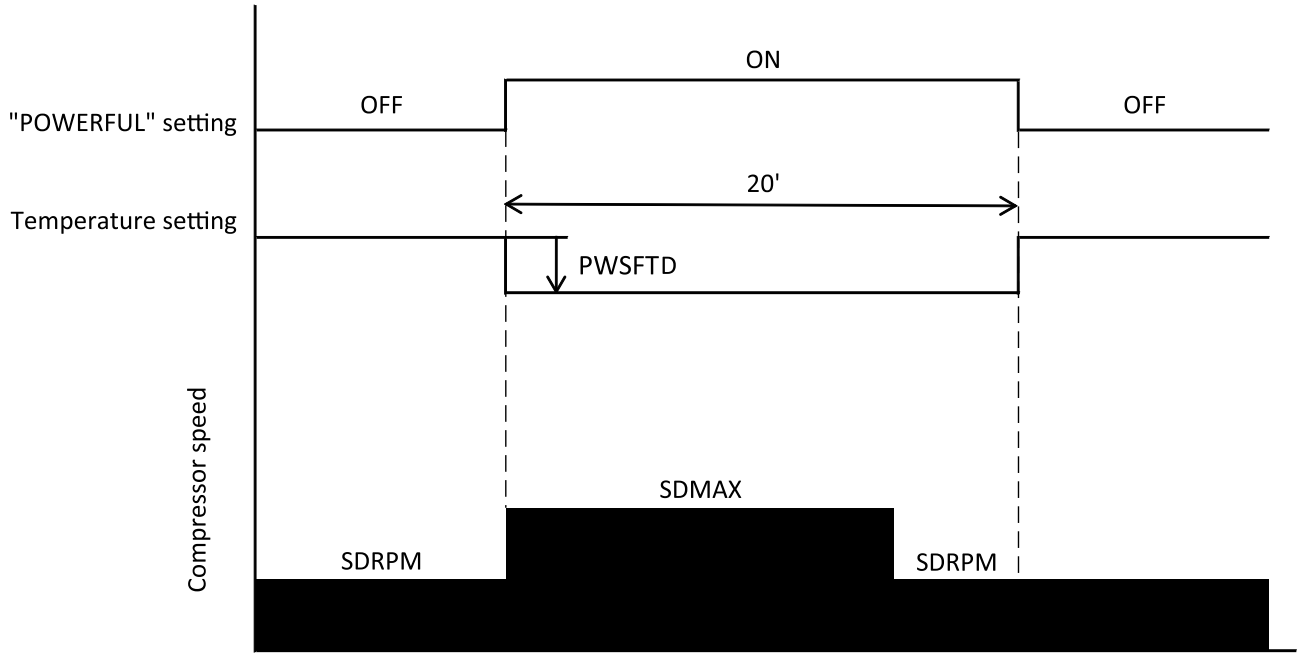 ON
OFF
OFF
"POWERFUL" setting
20'
Temperature setting
PWSFTD
Compressor speed
SDMAX
SDRPM
SDRPM